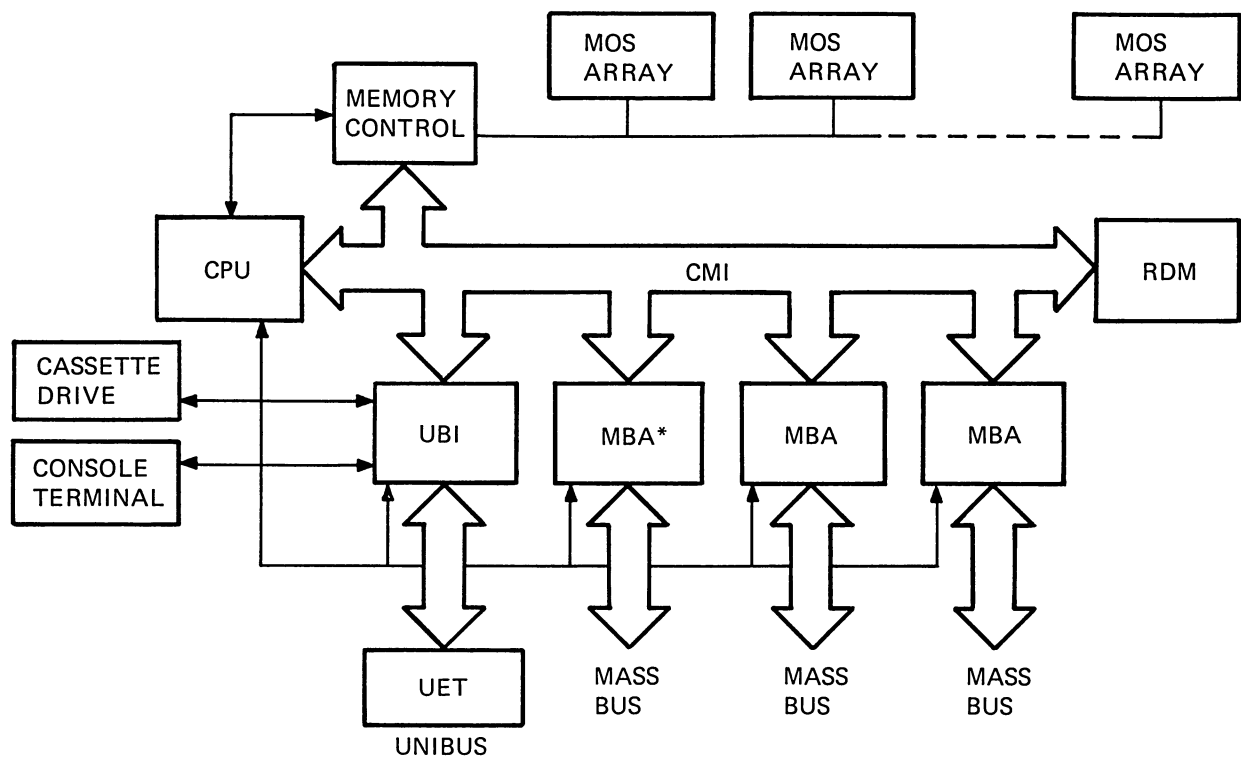 MOS
ARRAY
MOS
ARRAY
MOS
ARRAY
MEMORY
CONTROL
CPU
CMI
RDM
CASSETTE
DRIVE
CONSOLE
TERMINAL
UBI
MBA*
MBA
MBA
UET
UNIBUS
MASS
BUS
MASS
BUS
MASS
BUS